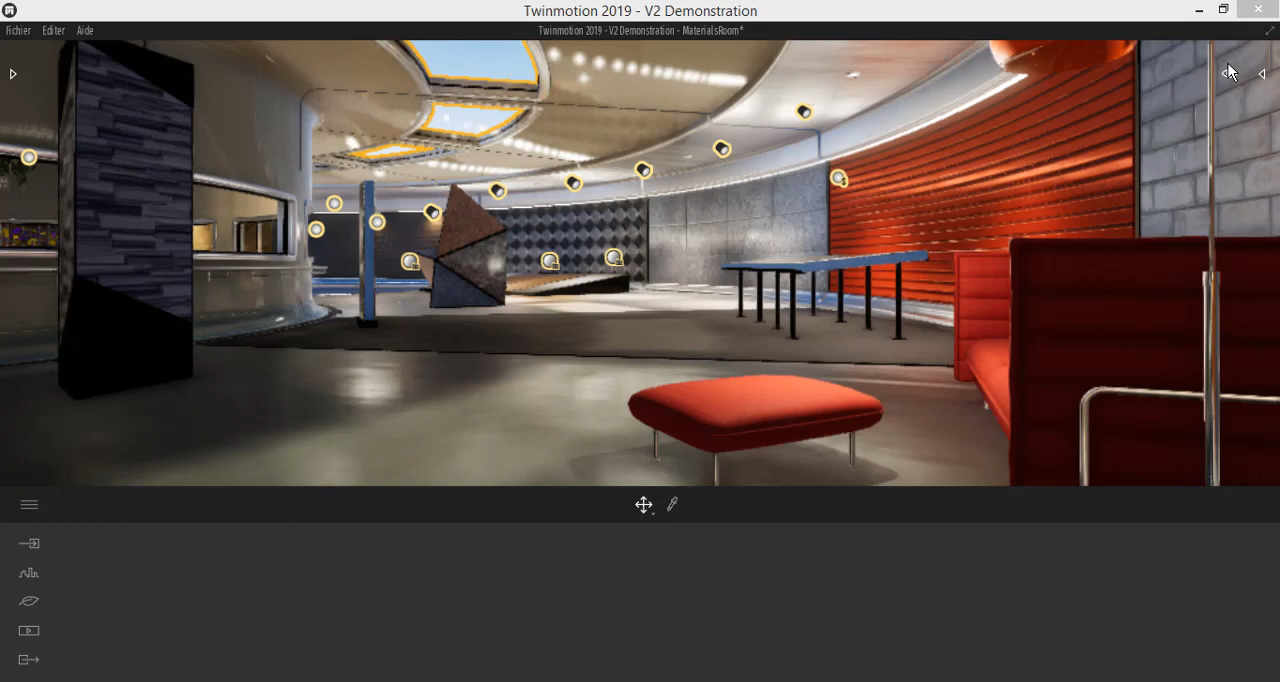 Twinmotion 2019 - V2 Demonstration
Fichier Editer Aide
Twinmotion 2019 - V2 Demonstration - MaterialsRoom*